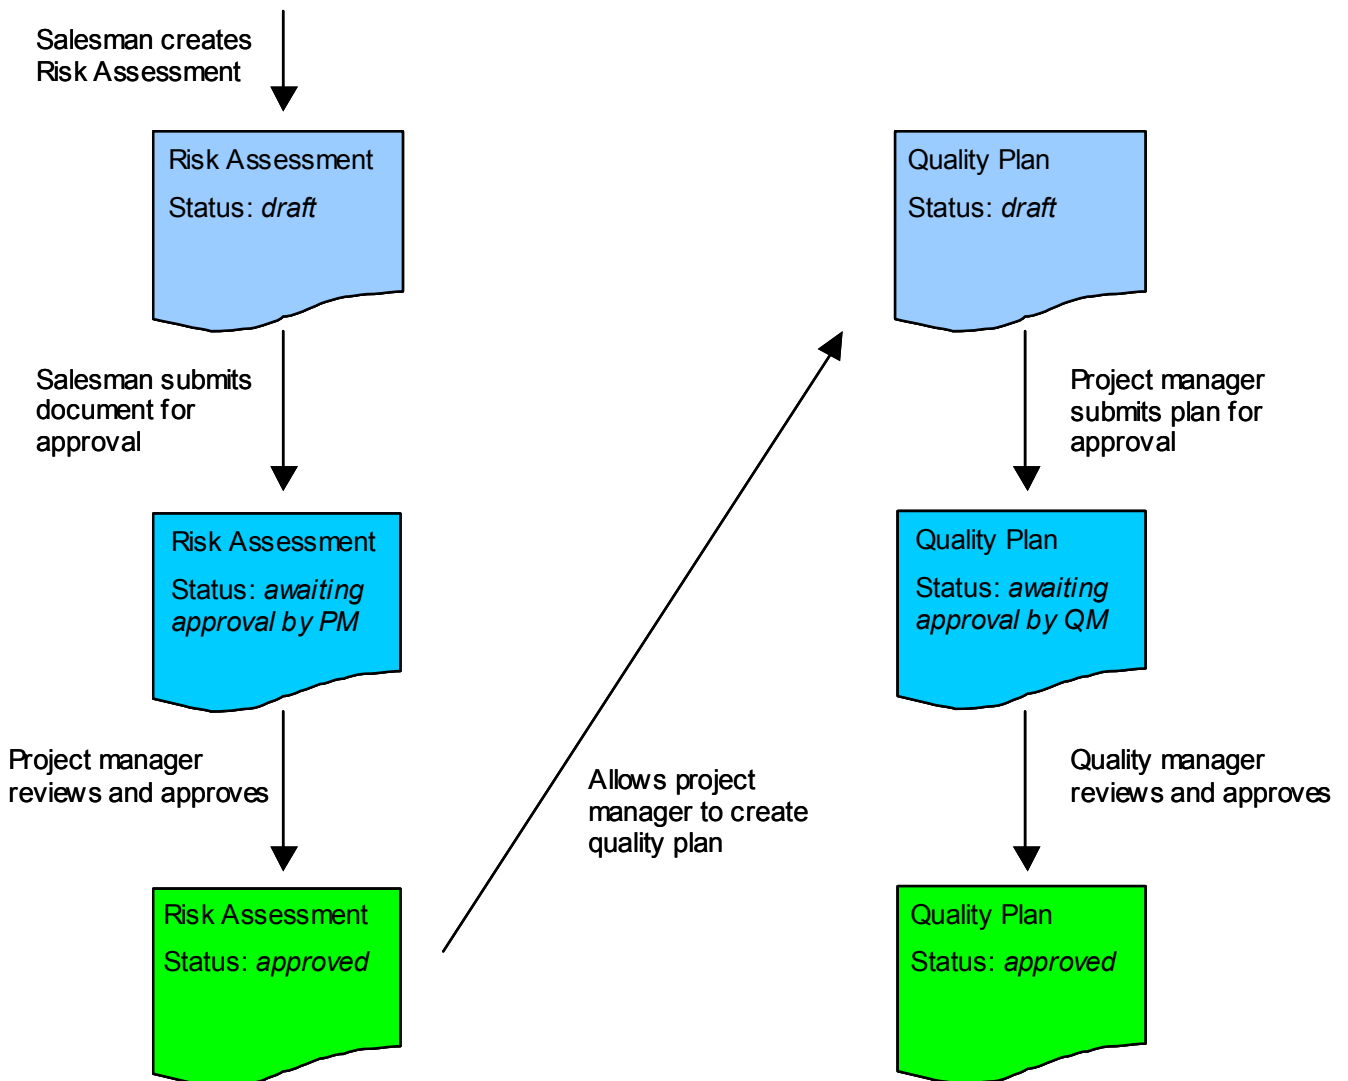 Salesman creates
Risk Assessment
Risk Assessment
Status: draft
Salesman submits
document for
approval
Risk Assessment
Status: awaiting
approval by PM
Project manager
reviews and approves
Risk Assessment
Status: approved
Allows project
manager to create
quality plan
Quality Plan
Status: draft
Project manager
submits plan for
approval
Quality Plan
Status: awaiting
approval by QM
Quality manager
reviews and approves
Quality Plan
Status: approved